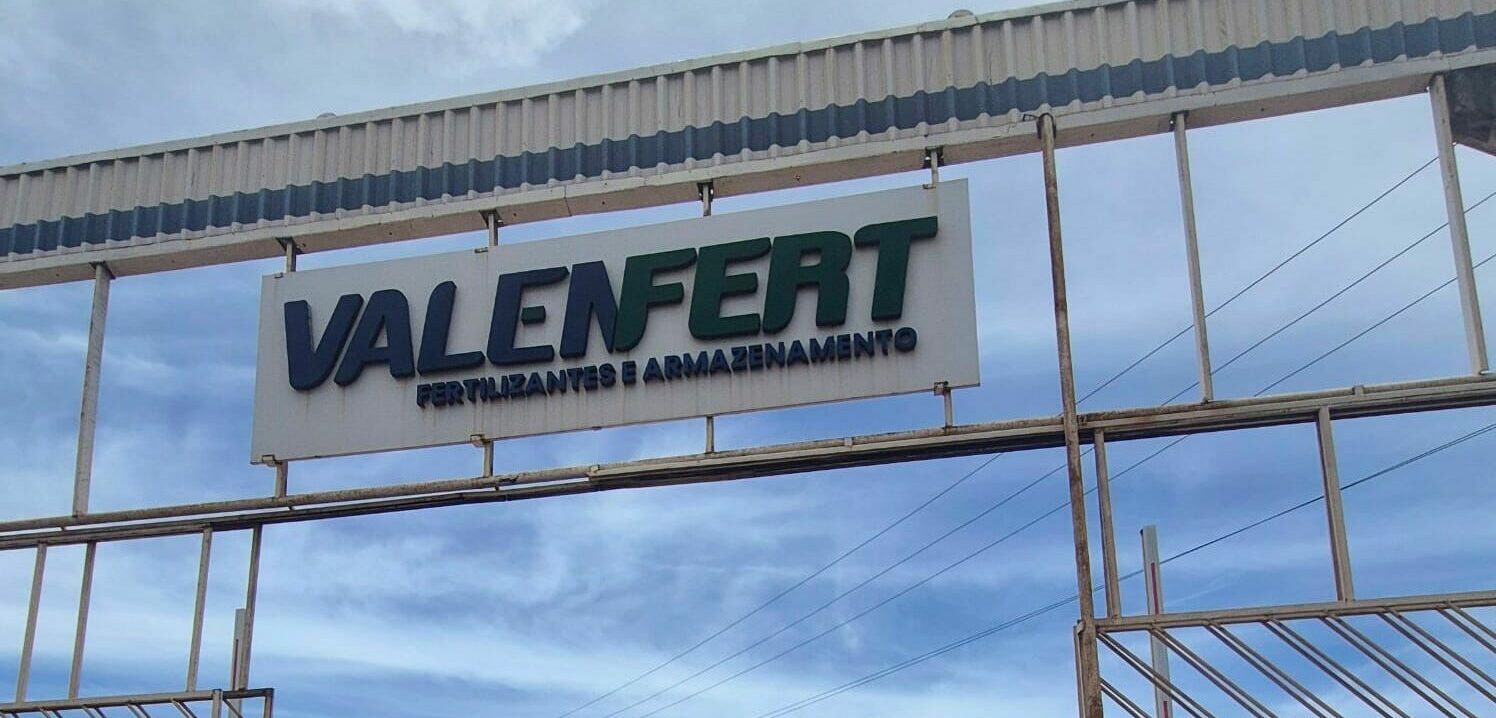 VALENFERT
FERTILIZANTES E ARMAZENAMENTO